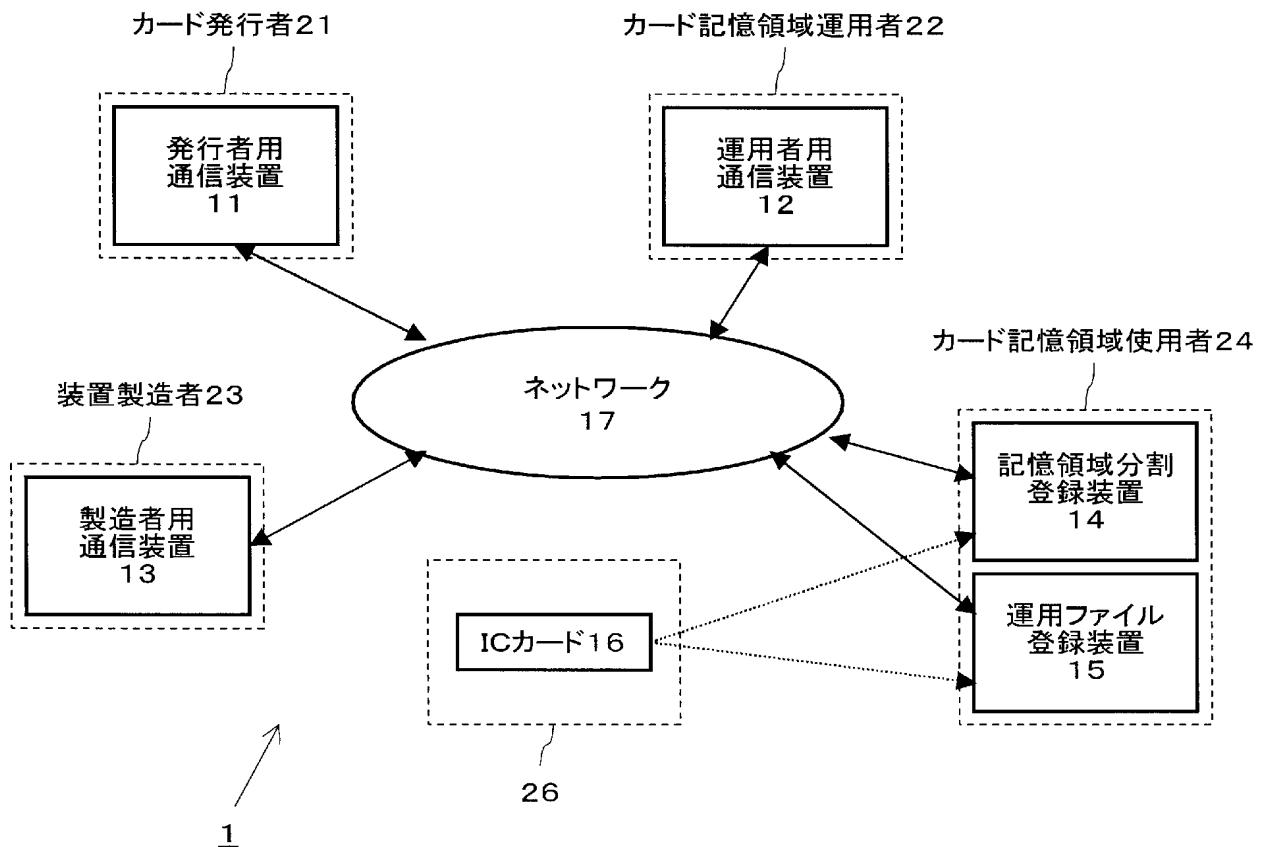 カード発行者21
カード記憶領域運用者22
発行者用
通信装置
11
運用者用
通信装置
12
カード記憶領域使用者24
装置製造者23
ネットワーク
17
記憶領域分割
登録装置
14
製造者用
通信装置
13
ICカード16
運用ファイル
登録装置
15
26
1